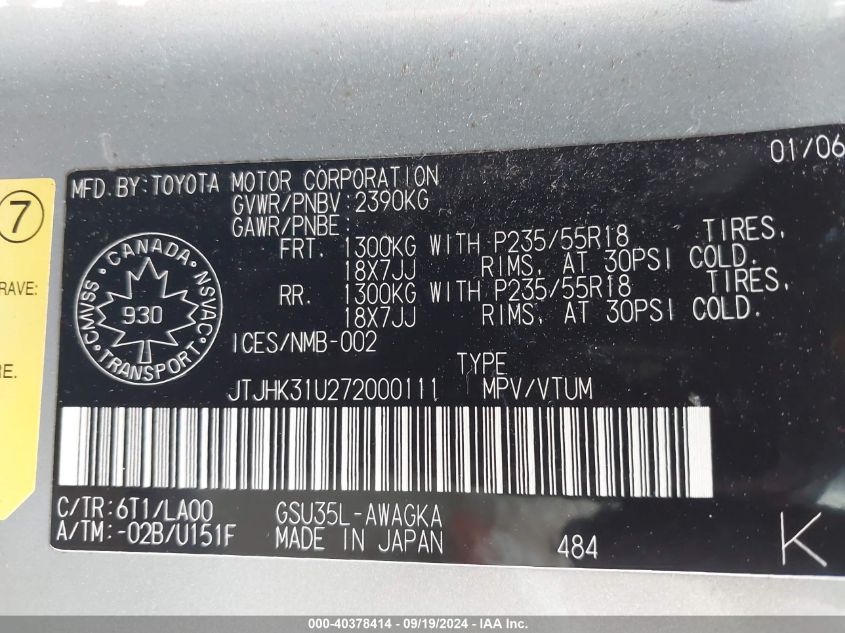 01/06
MFD. BY: TOYOTA MOTOR CORPORATION
GVWR/PNBV 2390KG
GAWR/PNBE:
FRT. 1300KG WITH P235/55R18 TIRES,
18X7JJ RIMS, AT 30PSI COLD.
RR. 1300KG WITH P235/55R18 TIRES,
18X7JJ RIMS, AT 30PSI COLD.
CANADA
CMVSS NSVAC
930
TRANSPORT
ICES/NMB-002
TYPE
JTJHK31U272000111 MPV/VTUM
C/TR: 6T1/LA00 GSU35L-AWAGKA
A/TM: -02B/U151F MADE IN JAPAN 484 K
7
RAVE:
RE.
000-40378414 - 09/19/2024 - IAA Inc.